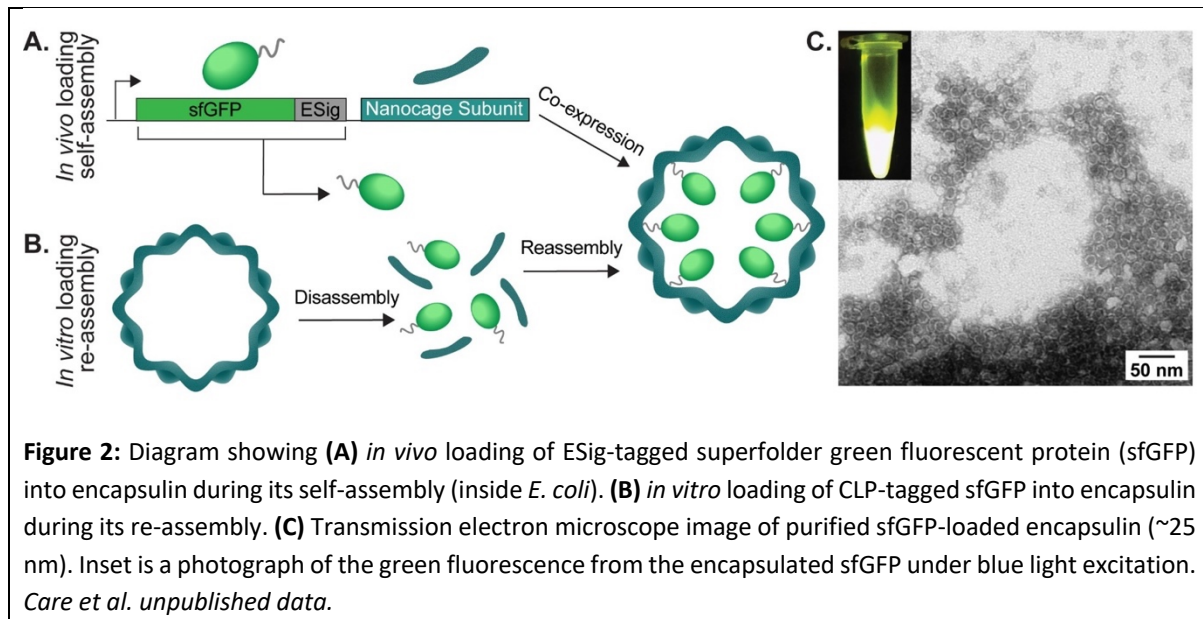 A.
In vivo loading
self-assembly
sfGFP
ESig
Nanocage Subunit
Co-expression
B.
In vitro loading
re-assembly
Disassembly
Reassembly
C.
50 nm
Figure 2: Diagram showing (A) in vivo loading of ESig-tagged superfolder green fluorescent protein (sfGFP)
into encapsulin during its self-assembly (inside E. coli). (B) in vitro loading of CLP-tagged sfGFP into encapsulin
during its re-assembly. (C) Transmission electron microscope image of purified sfGFP-loaded encapsulin (~25
nm). Inset is a photograph of the green fluorescence from the encapsulated sfGFP under blue light excitation.
Care et al. unpublished data.